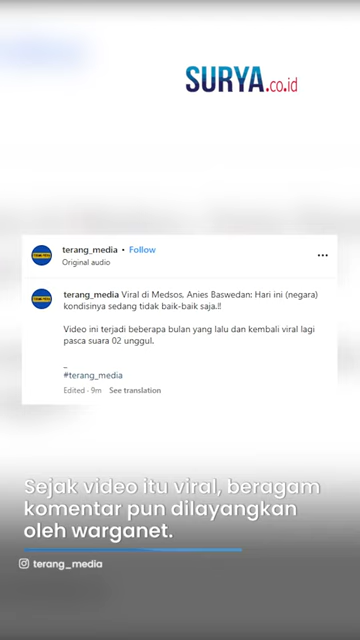 SURYA.co.id
terang_media • Follow
Original audio
terang_media Viral di Medsos, Anies Baswedan: Hari ini (negara)
kondisinya sedang tidak baik-baik saja.!!
Video ini terjadi beberapa bulan yang lalu dan kembali viral lagi
pasca suara 02 unggul.
_
#terang_media
Edited · 9m See translation
Sejak video itu viral, beragam
komentar pun dilayangkan
oleh warganet.
terang_media